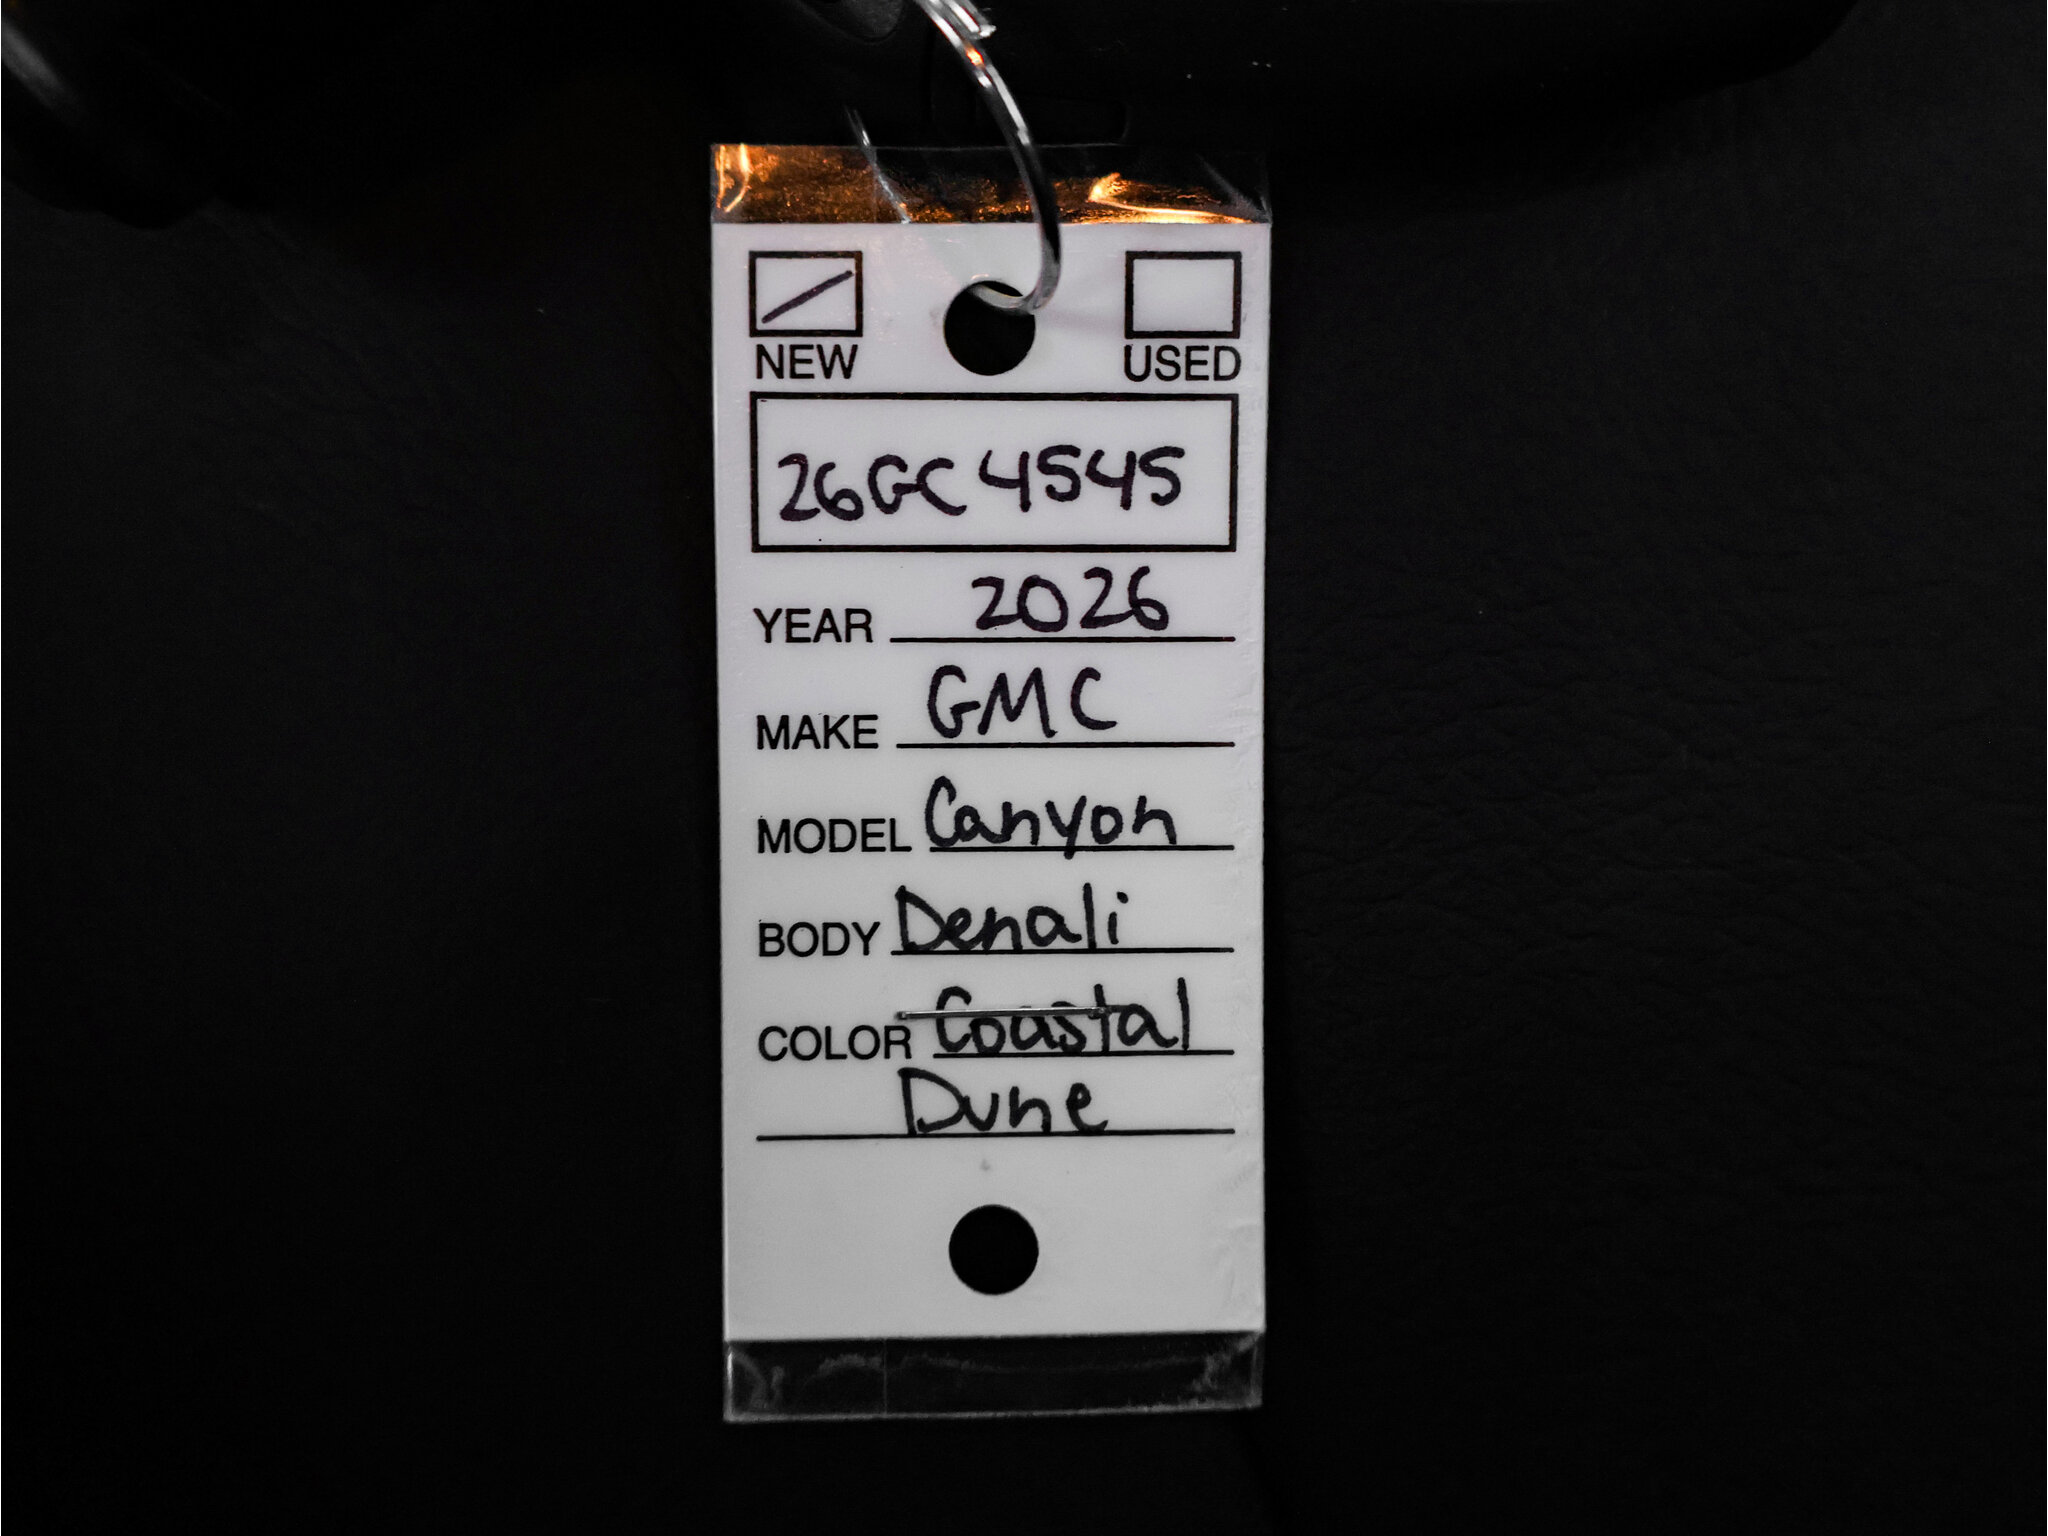 NEW USED
26GC4545
YEAR 2026
MAKE GMC
MODEL Canyon
BODY Denali
COLOR Coastal
Dune